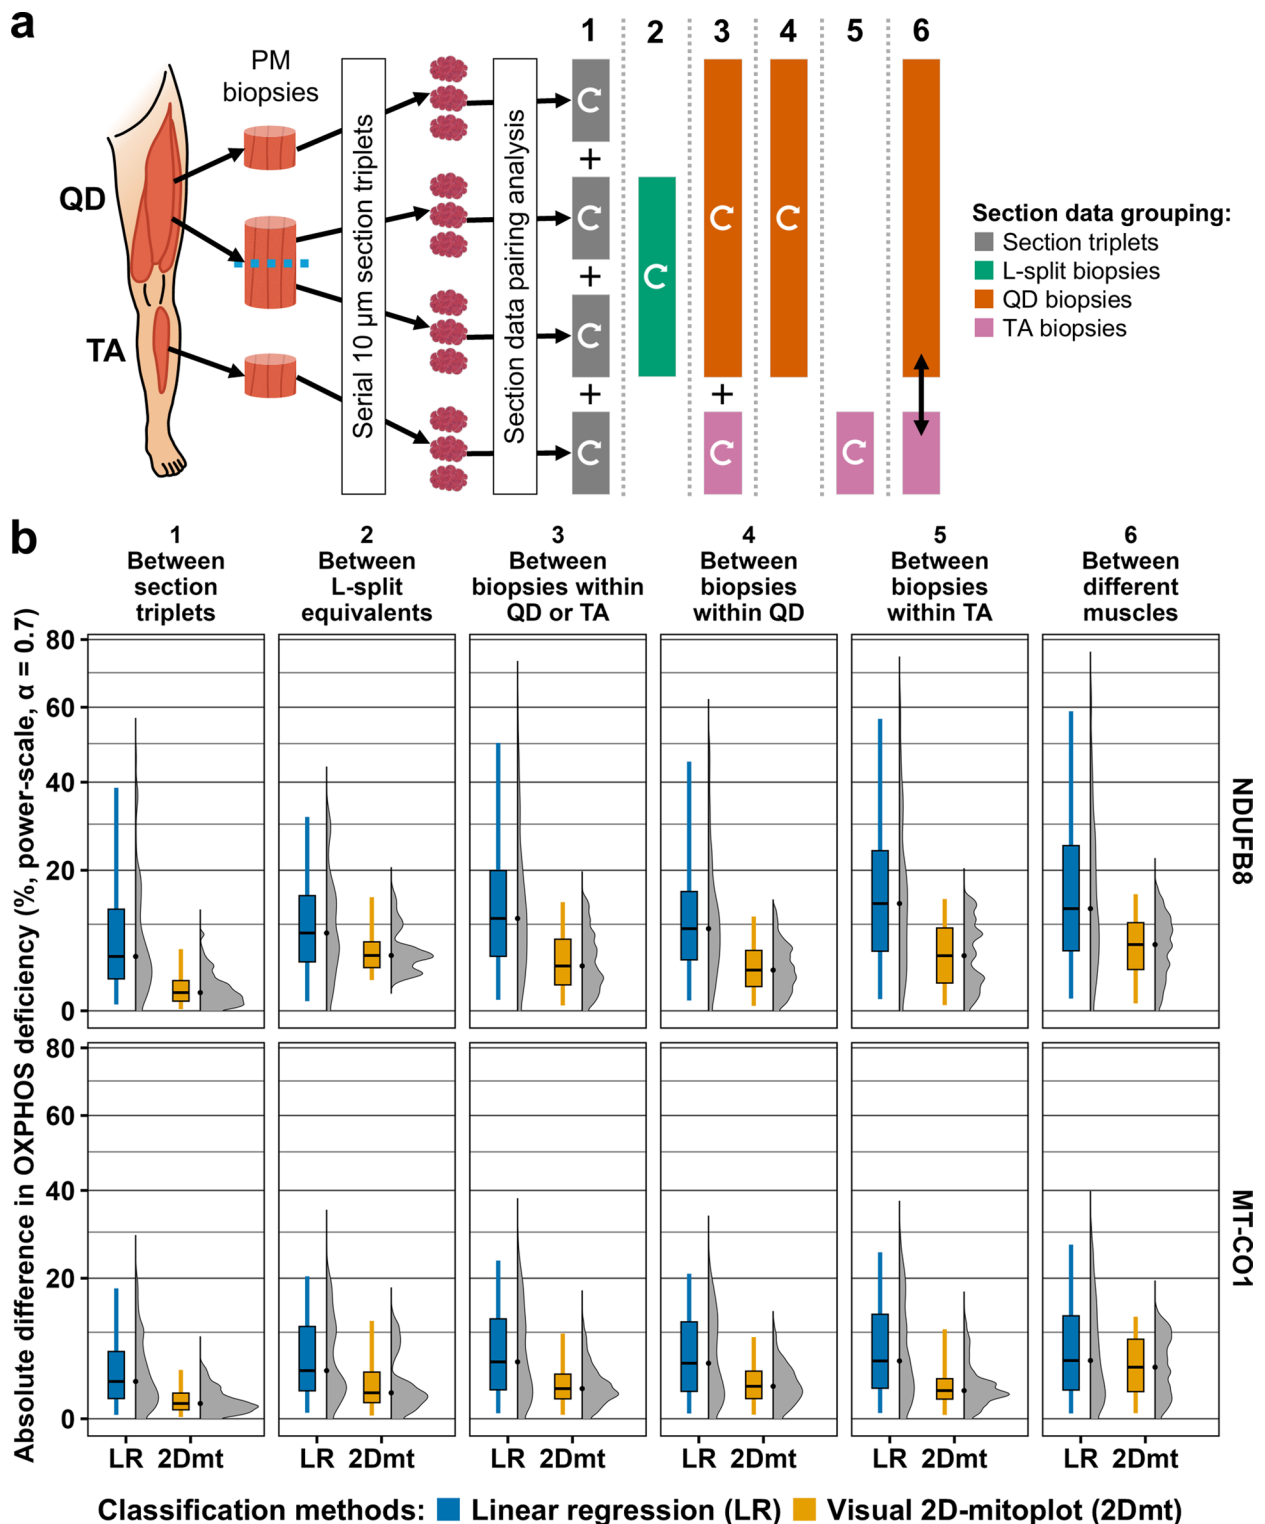 a
1 2 3 4 5 6
PM
biopsies
QD
TA
Serial 10 µm section triplets
Section data pairing analysis
+
+
+
+
Section data grouping:
Section triplets
L-split biopsies
QD biopsies
TA biopsies
b
1
Between
section
triplets
2
Between
L-split
equivalents
3
Between
biopsies within
QD or TA
4
Between
biopsies
within QD
5
Between
biopsies
within TA
6
Between
different
muscles
Absolute difference in OXPHOS deficiency (%, power-scale, α = 0.7)
80
60
40
20
0
NDUFB8
80
60
40
20
0
MT-CO1
LR 2Dmt LR 2Dmt LR 2Dmt LR 2Dmt LR 2Dmt LR 2Dmt
Classification methods: Linear regression (LR) Visual 2D-mitoplot (2Dmt)